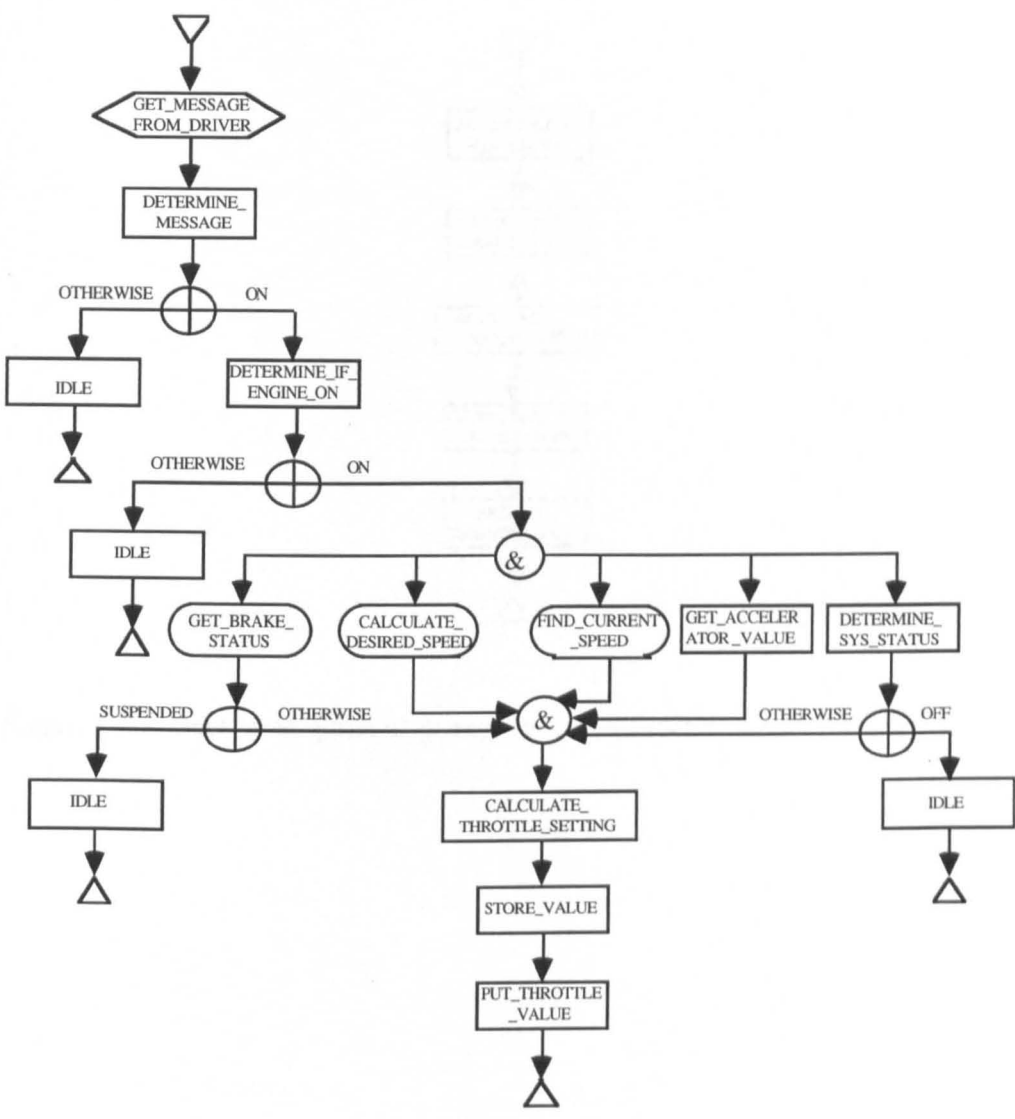 GET_MESSAGE
FROM_DRIVER
DETERMINE_
MESSAGE
OTHERWISE
ON
IDLE
DETERMINE_IF_
ENGINE_ON
OTHERWISE
ON
IDLE
&
GET_BRAKE_
STATUS
CALCULATE_
DESIRED_SPEED
FIND_CURRENT
_SPEED
GET_ACCELER
ATOR_VALUE
DETERMINE_
SYS_STATUS
SUSPENDED
OTHERWISE
&
OTHERWISE
OFF
IDLE
CALCULATE_
THROTTLE_SETTING
IDLE
STORE_VALUE
PUT_THROTTLE
_VALUE